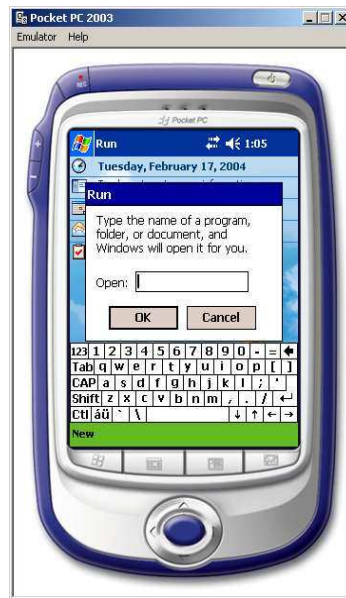 Pocket PC 2003
Emulator Help
REC
Pocket PC
Run 1:05
Tuesday, February 17, 2004
Run
Type the name of a program,
folder, or document, and
Windows will open it for you.
Open:
OK Cancel
123 1 2 3 4 5 6 7 8 9 0 - =
Tab q w e r t y u i o p [ ]
CAP a s d f g h j k l ; '
Shift z x c v b n m , . /
Ctl áü ` \
New